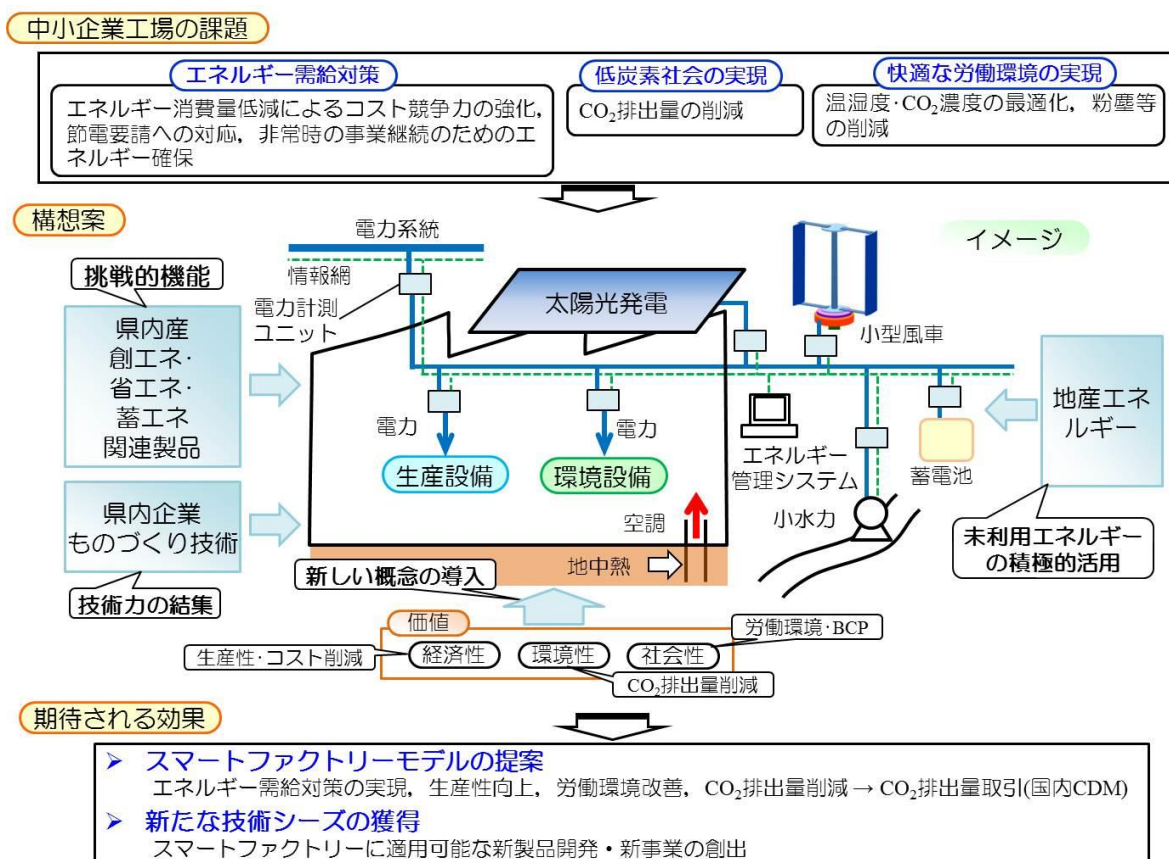 中小企業工場の課題
エネルギー需給対策
エネルギー消費量低減によるコスト競争力の強化，
節電要請への対応，非常時の事業継続のためのエ
ネルギー確保
低炭素社会の実現
CO₂排出量の削減
快適な労働環境の実現
温湿度･CO₂濃度の最適化，粉塵等
の削減
構想案
イメージ
挑戦的機能
県内産
創エネ･
省エネ･
蓄エネ
関連製品
県内企業
ものづくり技術
技術力の結集
電力系統
情報網
電力計測
ユニット
太陽光発電
小型風車
電力
生産設備
電力
環境設備
エネルギー
管理システム
蓄電池
小水力
空調
地中熱
地産エネ
ルギー
未利用エネルギー
の積極的活用
新しい概念の導入
価値
経済性
環境性
社会性
生産性･コスト削減
CO₂排出量削減
労働環境･BCP
期待される効果
➢ スマートファクトリーモデルの提案
エネルギー需給対策の実現，生産性向上，労働環境改善，CO₂排出量削減 → CO₂排出量取引(国内CDM)
➢ 新たな技術シーズの獲得
スマートファクトリーに適用可能な新製品開発・新事業の創出